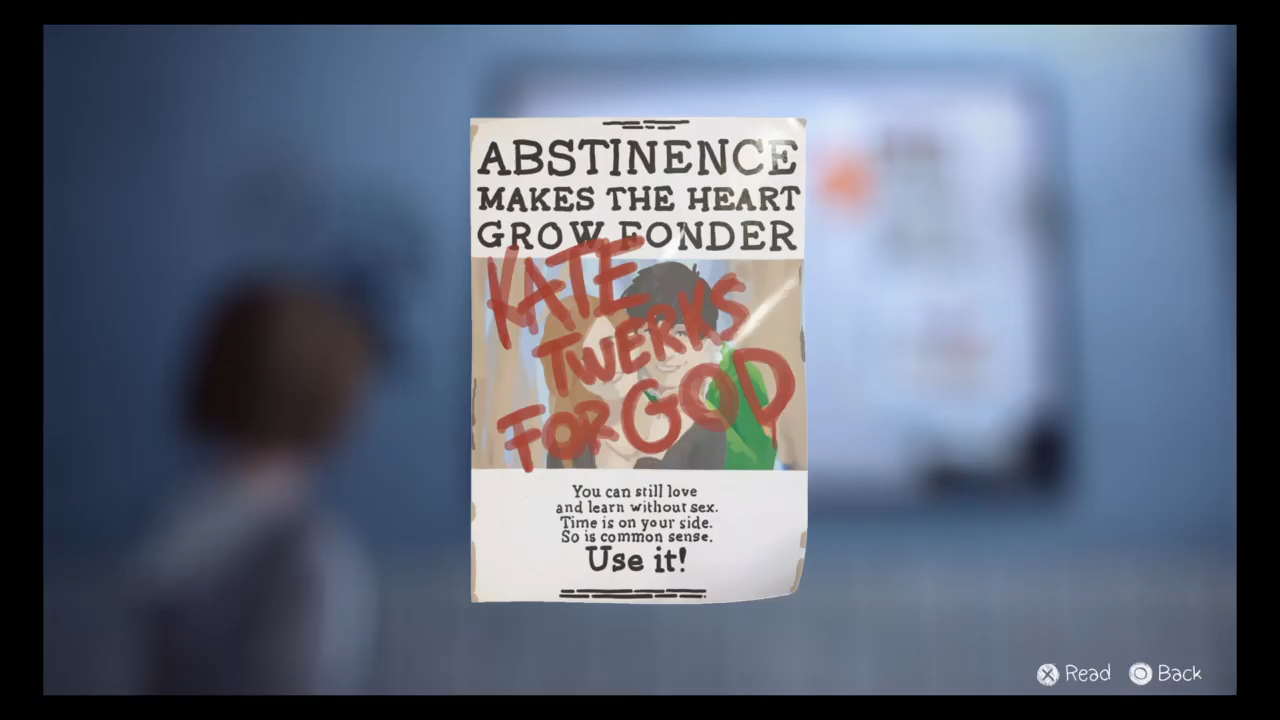 ABSTINENCE
MAKES THE HEART
GROW FONDER
KATE
TWERKS
FOR GOD
You can still love
and learn without sex.
Time is on your side.
So is common sense.
Use it!
Read Back